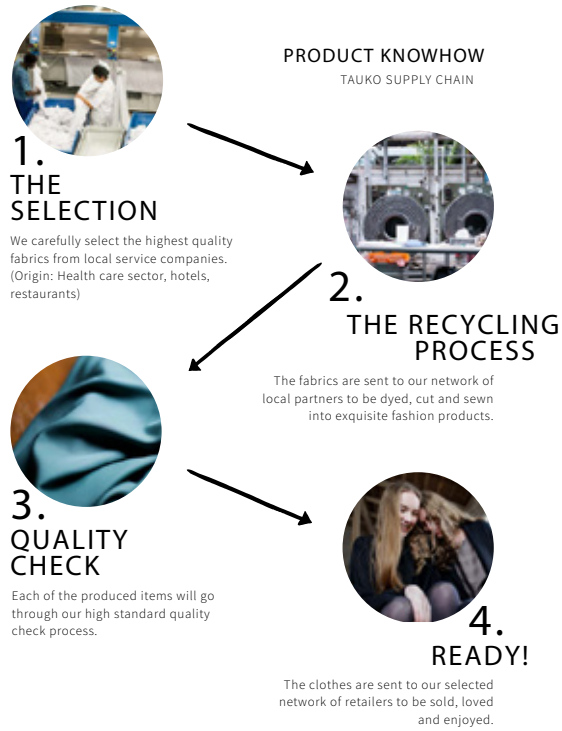 PRODUCT KNOWHOW
TAUKO SUPPLY CHAIN
1.
THE
SELECTION
We carefully select the highest quality
fabrics from local service companies.
(Origin: Health care sector, hotels,
restaurants)
2.
THE RECYCLING
PROCESS
The fabrics are sent to our network of
local partners to be dyed, cut and sewn
into exquisite fashion products.
3.
QUALITY
CHECK
Each of the produced items will go
through our high standard quality
check process.
4.
READY!
The clothes are sent to our selected
network of retailers to be sold, loved
and enjoyed.